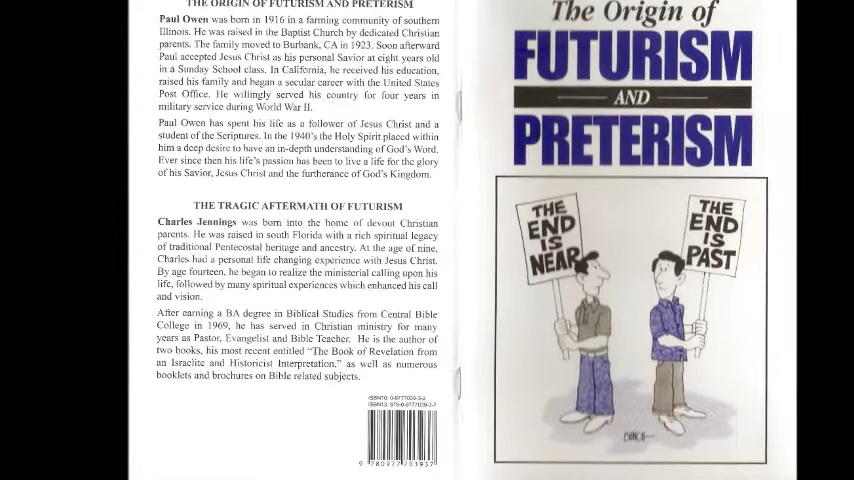 THE ORIGIN OF FUTURISM AND PRETERISM
Paul Owen was born in 1916 in a farming community of southern
Illinois. He was raised in the Baptist Church by dedicated Christian
parents. The family moved to Burbank, CA in 1923. Soon afterward
Paul accepted Jesus Christ as his personal Savior at eight years old
in a Sunday School class. In California, he received his education,
raised his family and began a secular career with the United States
Post Office. He willingly served his country for four years in
military service during World War II.
Paul Owen has spent his life as a follower of Jesus Christ and a
student of the Scriptures. In the 1940's the Holy Spirit placed within
him a deep desire to have an in-depth understanding of God's Word.
Ever since then his life's passion has been to live a life for the glory
of his Savior, Jesus Christ and the furtherance of God's Kingdom.
THE TRAGIC AFTERMATH OF FUTURISM
Charles Jennings was born into the home of devout Christian
parents. He was raised in south Florida with a rich spiritual legacy
of traditional Pentecostal heritage and ancestry. At the age of nine,
Charles had a personal life changing experience with Jesus Christ.
By age fourteen, he began to realize the ministerial calling upon his
life, followed by many spiritual experiences which enhanced his call
and vision.
After earning a BA degree in Biblical Studies from Central Bible
College in 1969, he has served in Christian ministry for many
years as Pastor, Evangelist and Bible Teacher. He is the author of
two books, his most recent entitled "The Book of Revelation from
an Israelite and Historicist Interpretation," as well as numerous
booklets and brochures on Bible related subjects.
The Origin of
FUTURISM
AND
PRETERISM
THE
END
IS
NEAR
THE
END
IS
PAST